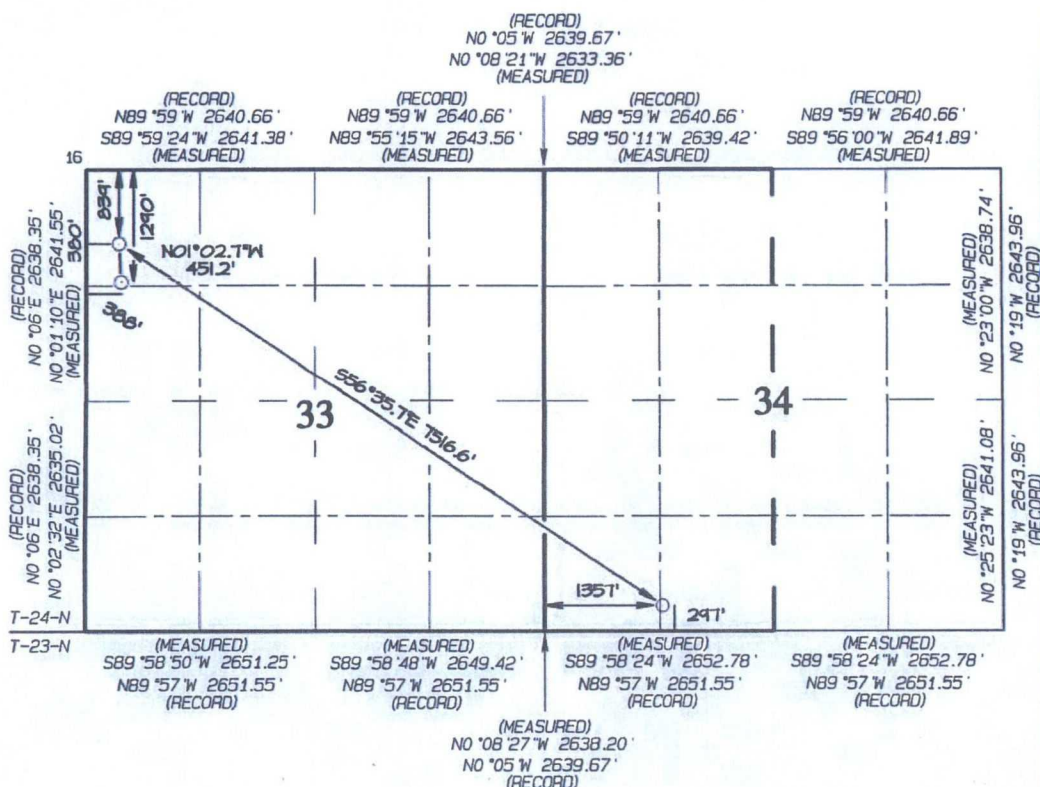 (RECORD)
N0°05'W 2639.67'
N0°08'21"W 2633.36'
(MEASURED)
(RECORD)
N89°59'W 2640.66'
S89°59'24"W 2641.38'
(MEASURED)
(RECORD)
N89°59'W 2640.66'
N89°55'15"W 2643.56'
(MEASURED)
(RECORD)
N89°59'W 2640.66'
S89°50'11"W 2639.42'
(MEASURED)
(RECORD)
N89°59'W 2640.66'
S89°56'00"W 2641.89'
(MEASURED)
16
839'
1290'
380'
388'
N01°02.7'W
451.2'
S56°35.7'E 7516.6'
33
34
1357'
297'
(RECORD)
N0°06'E 2638.35'
N0°01'10"E 2641.55'
(MEASURED)
(RECORD)
N0°06'E 2638.35'
N0°02'32"E 2635.02'
(MEASURED)
(MEASURED)
N0°23'00"W 2638.74'
N0°19'W 2643.96'
(RECORD)
(MEASURED)
N0°25'23"W 2641.08'
N0°19'W 2643.96'
(RECORD)
T-24-N
T-23-N
(MEASURED)
S89°58'50"W 2651.25'
N89°57'W 2651.55'
(RECORD)
(MEASURED)
S89°58'48"W 2649.42'
N89°57'W 2651.55'
(RECORD)
(MEASURED)
S89°58'24"W 2652.78'
N89°57'W 2651.55'
(RECORD)
(MEASURED)
S89°58'24"W 2652.78'
N89°57'W 2651.55'
(RECORD)
(MEASURED)
N0°08'27"W 2638.20'
N0°05'W 2639.67'
(RECORD)